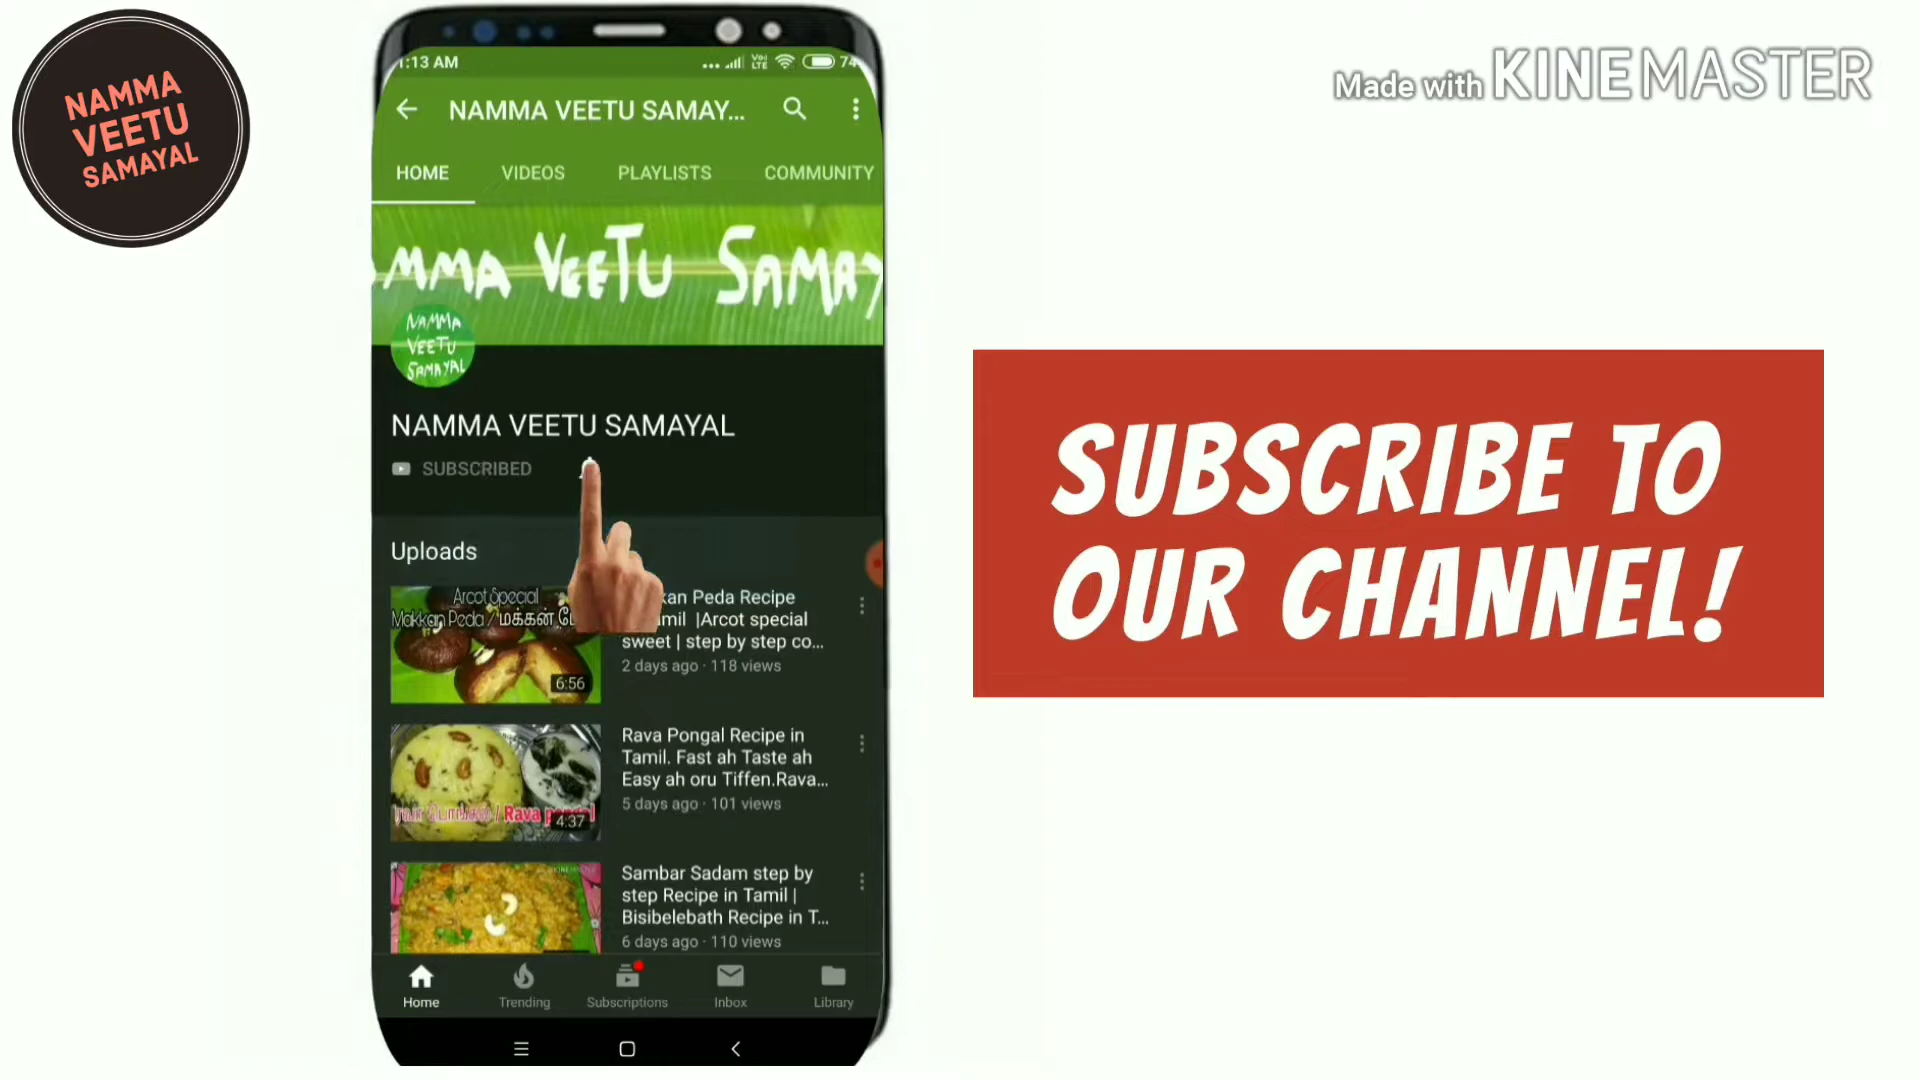 NAMMA
VEETU
SAMAYAL
Made with KINEMASTER
1:13 AM
NAMMA VEETU SAMAY...
HOME VIDEOS PLAYLISTS COMMUNITY
VEETU SAMAY
NAMMA
VEETU
SAMAYAL
NAMMA VEETU SAMAYAL
SUBSCRIBED
SUBSCRIBE TO
OUR CHANNEL!
Uploads
Arcot Special
Makkan Peda / மக்கன்
6:56
Peda Recipe
|Arcot special
sweet | step by step co...
2 days ago · 118 views
Rava
4:37
Rava Pongal Recipe in
Tamil. Fast ah Taste ah
Easy ah oru Tiffen.Rava...
5 days ago · 101 views
Sambar Sadam step by
step Recipe in Tamil |
Bisibelebath Recipe in T...
6 days ago · 110 views
Home Trending Subscriptions Inbox Library